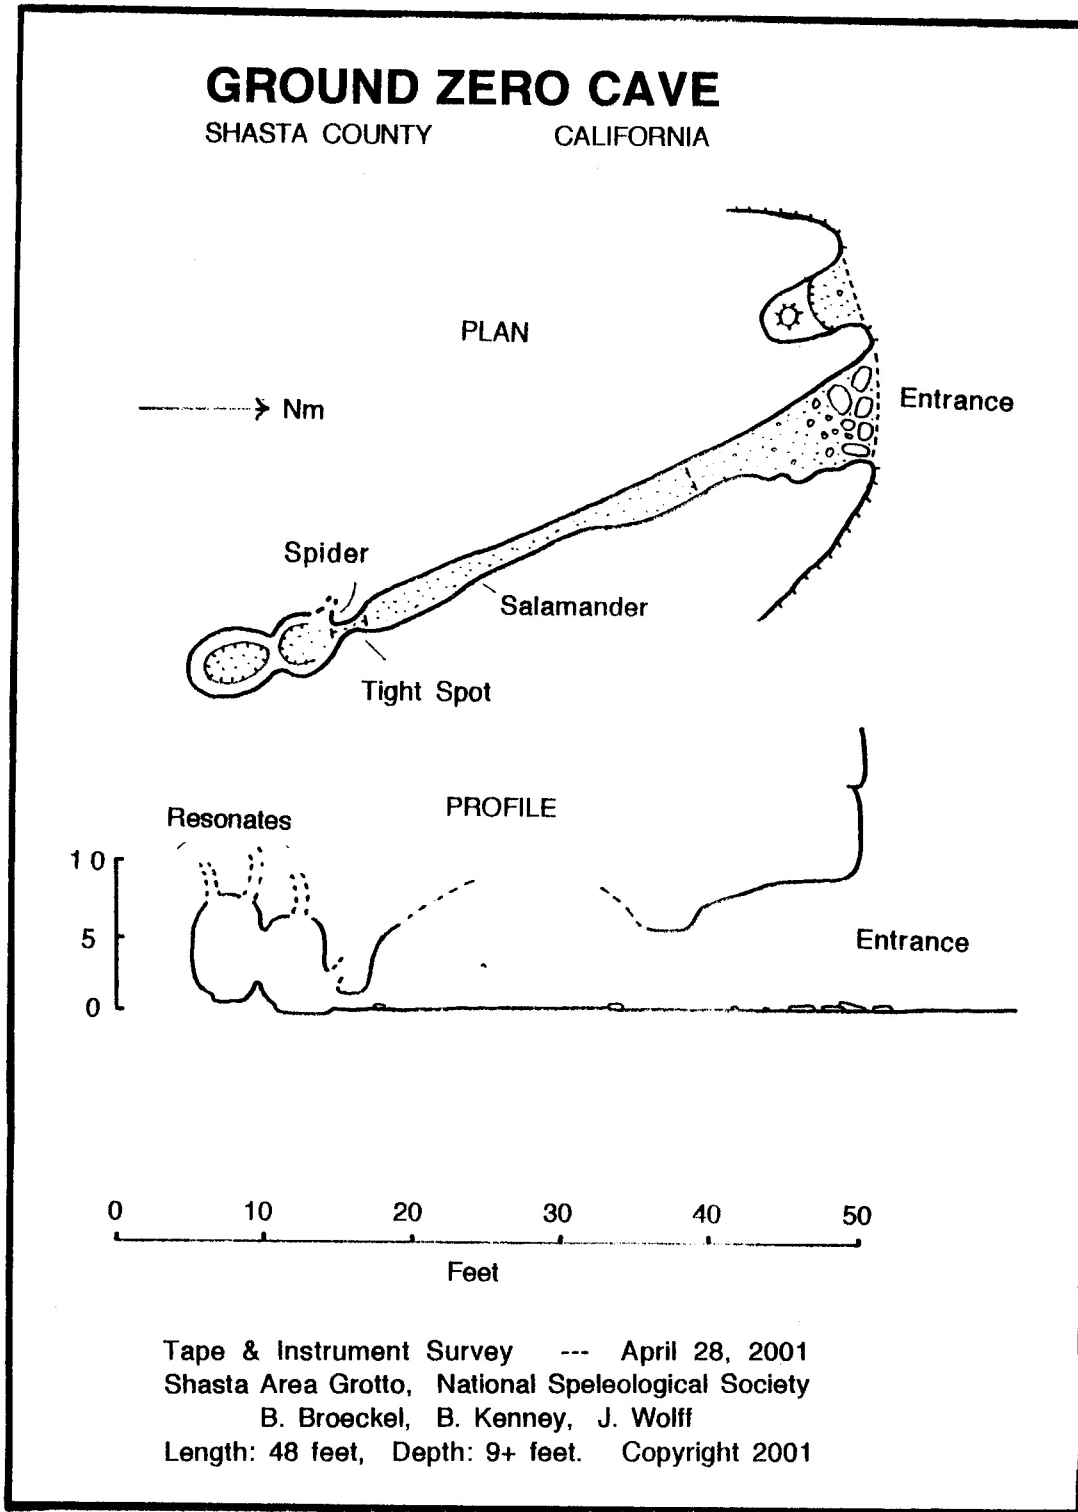 GROUND ZERO CAVE
SHASTA COUNTY CALIFORNIA
PLAN
Nm
Entrance
Spider
Salamander
Tight Spot
PROFILE
Resonates
10
5
0
Entrance
0 10 20 30 40 50
Feet
Tape & Instrument Survey --- April 28, 2001
Shasta Area Grotto, National Speleological Society
B. Broeckel, B. Kenney, J. Wolff
Length: 48 feet, Depth: 9+ feet. Copyright 2001